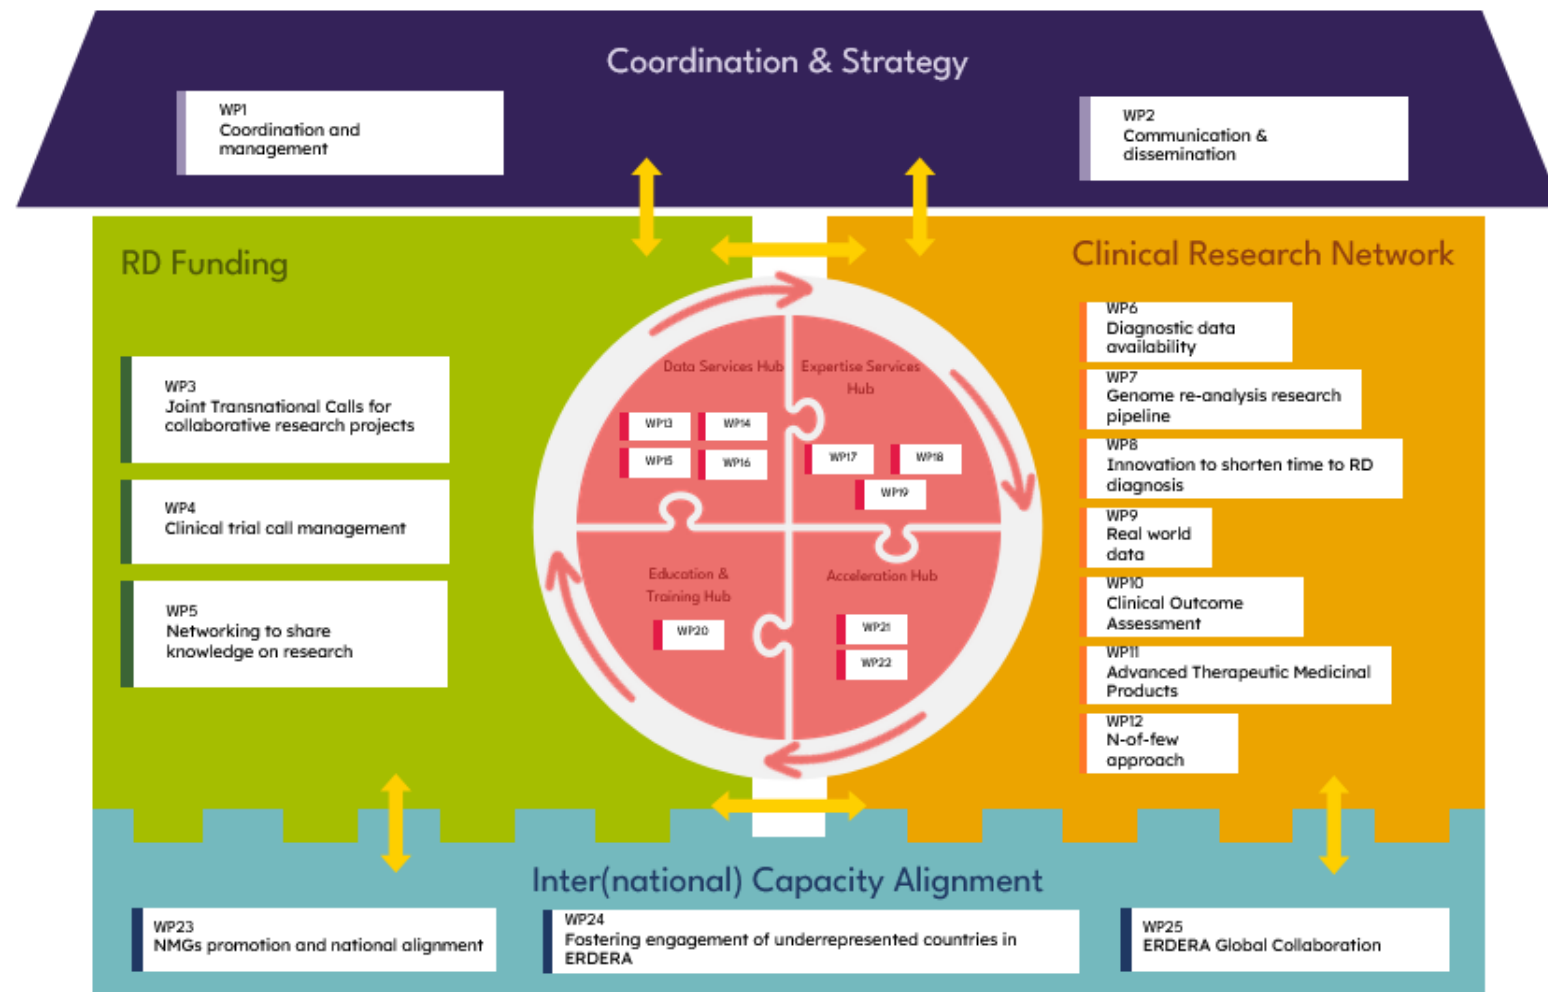 Coordination & Strategy
WP1
Coordination and
management
WP2
Communication &
dissemination
RD Funding
WP3
Joint Transnational Calls for
collaborative research projects
WP4
Clinical trial call management
WP5
Networking to share
knowledge on research
Data Services Hub
WP13
WP14
WP15
WP16
Expertise Services
Hub
WP17
WP18
WP19
Education &
Training Hub
WP20
Acceleration Hub
WP21
WP22
Clinical Research Network
WP6
Diagnostic data
availability
WP7
Genome re-analysis research
pipeline
WP8
Innovation to shorten time to RD
diagnosis
WP9
Real world
data
WP10
Clinical Outcome
Assessment
WP11
Advanced Therapeutic Medicinal
Products
WP12
N-of-few
approach
Inter(national) Capacity Alignment
WP23
NMGs promotion and national alignment
WP24
Fostering engagement of underrepresented countries in
ERDERA
WP25
ERDERA Global Collaboration